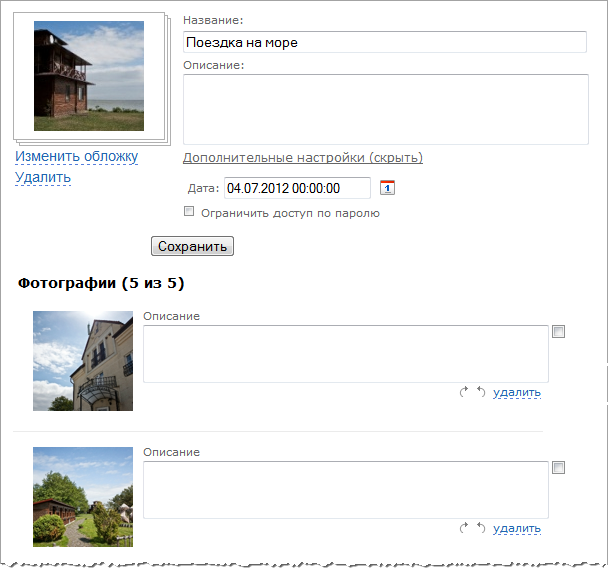 Название:
Поездка на море
Описание:
Изменить обложку
Удалить
Дополнительные настройки (скрыть)
Дата: 04.07.2012 00:00:00 1
Ограничить доступ по паролю
Сохранить
Фотографии (5 из 5)
Описание
удалить
Описание
удалить